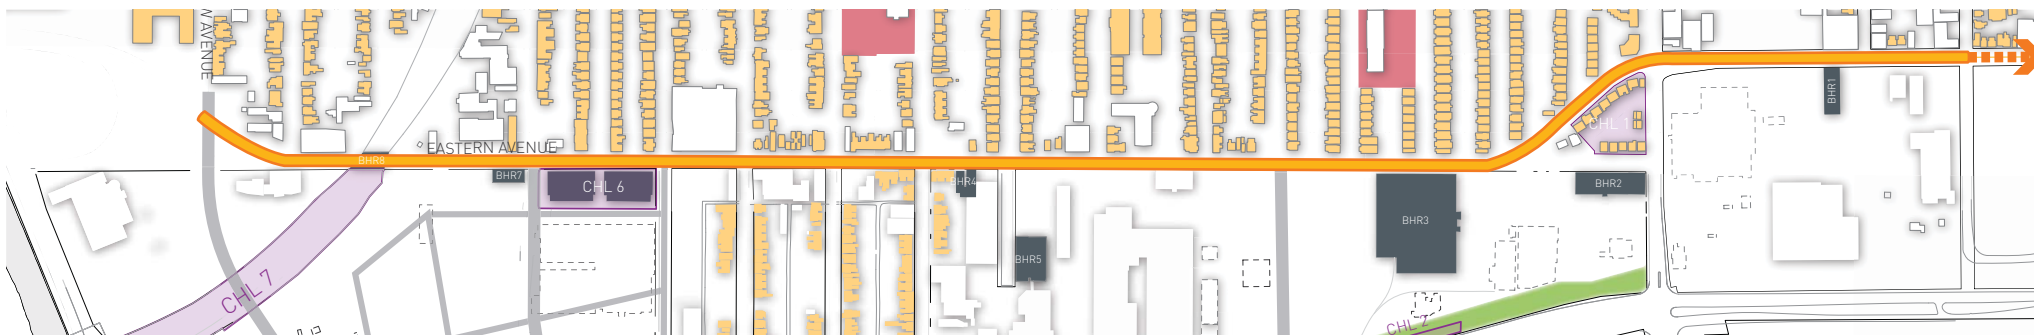 W AVENUE
EASTERN AVENUE
BHR8
BHR7
CHL 6
BHR4
BHR5
BHR3
BHR2
CHL 1
BHR1
CHL 7
CHL 2